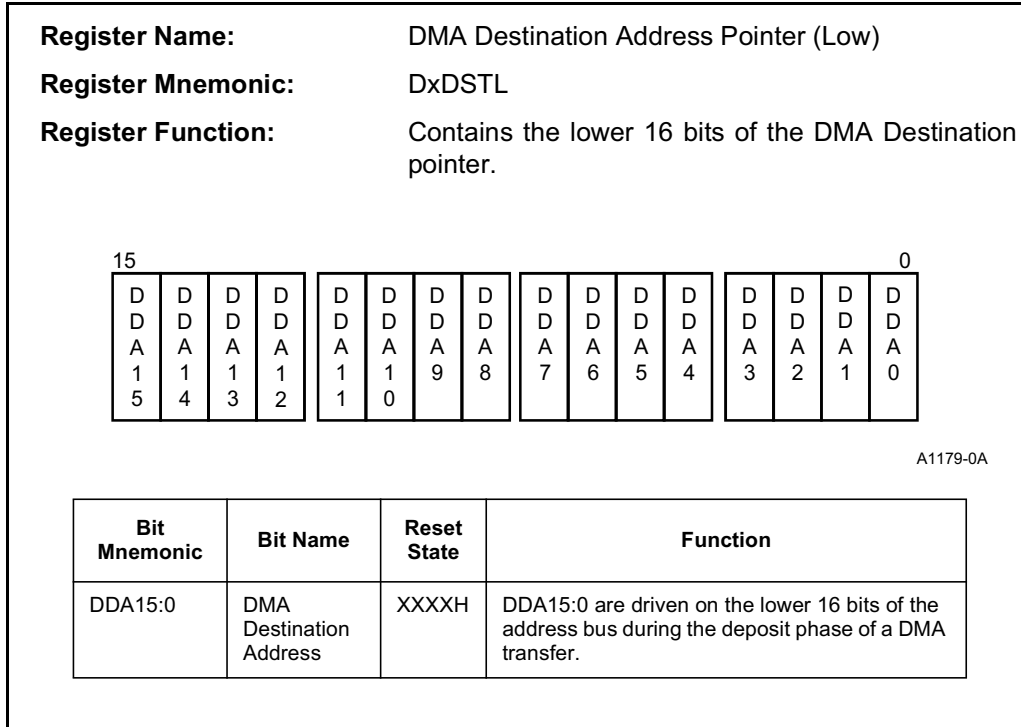 Register Name: DMA Destination Address Pointer (Low)
Register Mnemonic: DxDSTL
Register Function: Contains the lower 16 bits of the DMA Destination
pointer.
15 0
DDA15 DDA14 DDA13 DDA12 DDA11 DDA10 DDA9 DDA8 DDA7 DDA6 DDA5 DDA4 DDA3 DDA2 DDA1 DDA0
A1179-0A
Bit Mnemonic Bit Name Reset State Function
DDA15:0 DMA Destination Address XXXXH DDA15:0 are driven on the lower 16 bits of the
address bus during the deposit phase of a DMA
transfer.